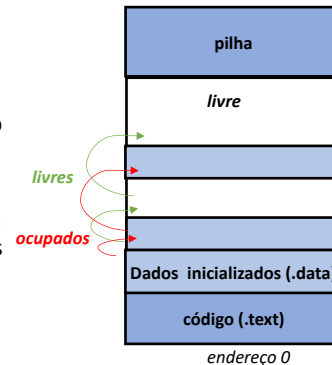 pilha
livre
o
livres
ocupados
s
Dados inicializados (.data)
código (.text)
endereço 0